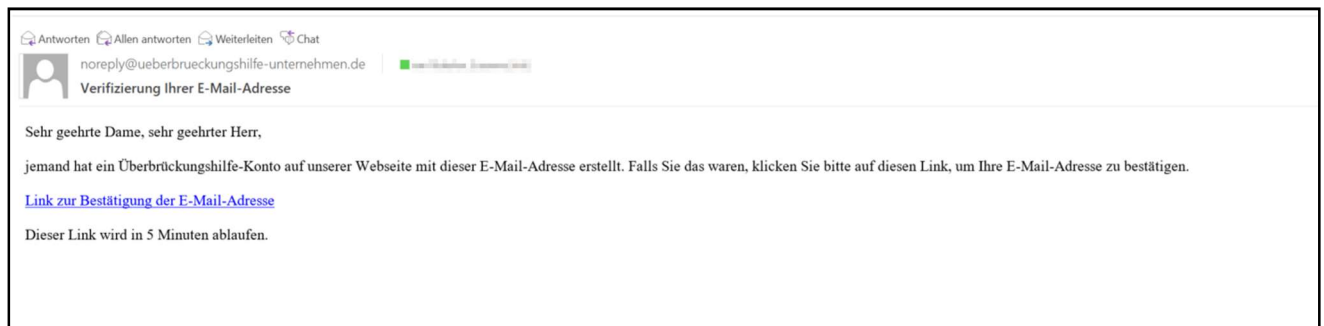 Antworten Allen antworten Weiterleiten Chat
noreply@ueberbrueckungshilfe-unternehmen.de
Verifizierung Ihrer E-Mail-Adresse
Sehr geehrte Dame, sehr geehrter Herr,
jemand hat ein Überbrückungshilfe-Konto auf unserer Webseite mit dieser E-Mail-Adresse erstellt. Falls Sie das waren, klicken Sie bitte auf diesen Link, um Ihre E-Mail-Adresse zu bestätigen.
Link zur Bestätigung der E-Mail-Adresse
Dieser Link wird in 5 Minuten ablaufen.